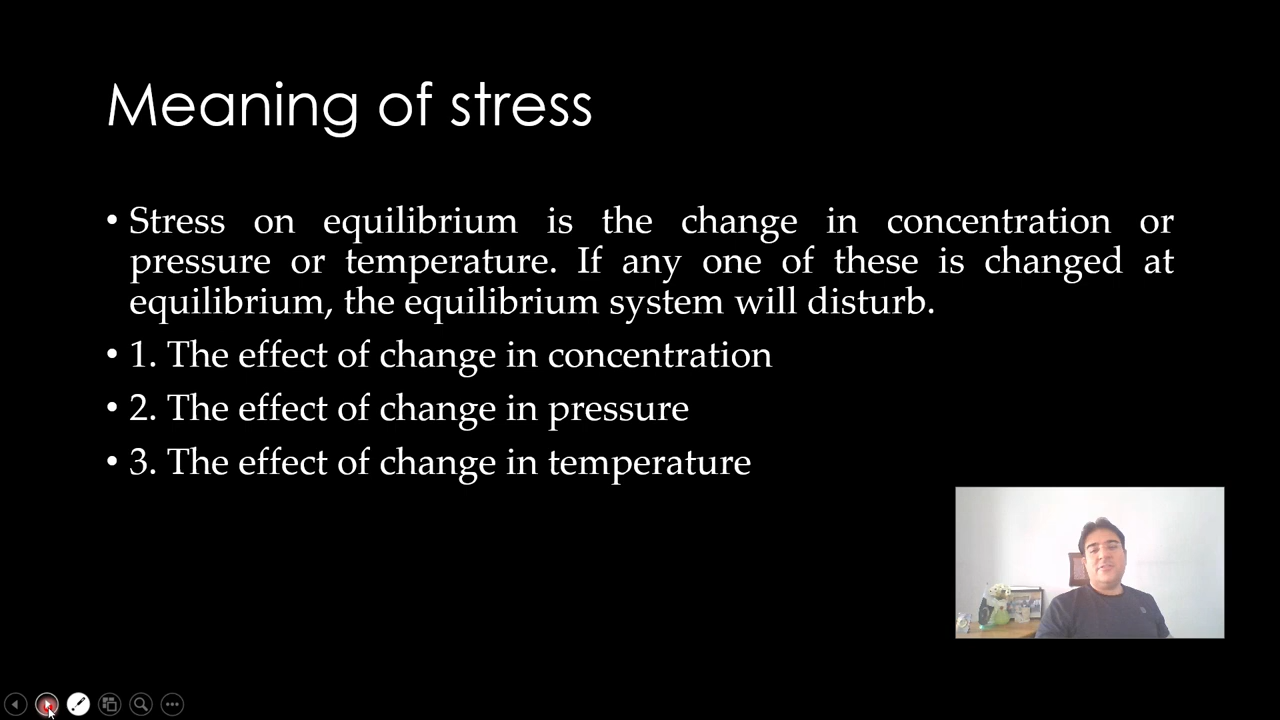 Meaning of stress
• Stress on equilibrium is the change in concentration or
pressure or temperature. If any one of these is changed at
equilibrium, the equilibrium system will disturb.
• 1. The effect of change in concentration
• 2. The effect of change in pressure
• 3. The effect of change in temperature